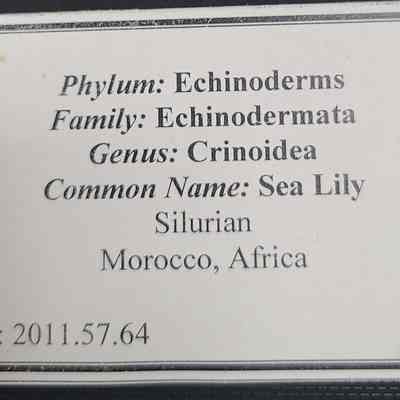 Phylum: Echinoderms
Family: Echinodermata
Genus: Crinoidea
Common Name: Sea Lily
Silurian
Morocco, Africa
: 2011.57.64